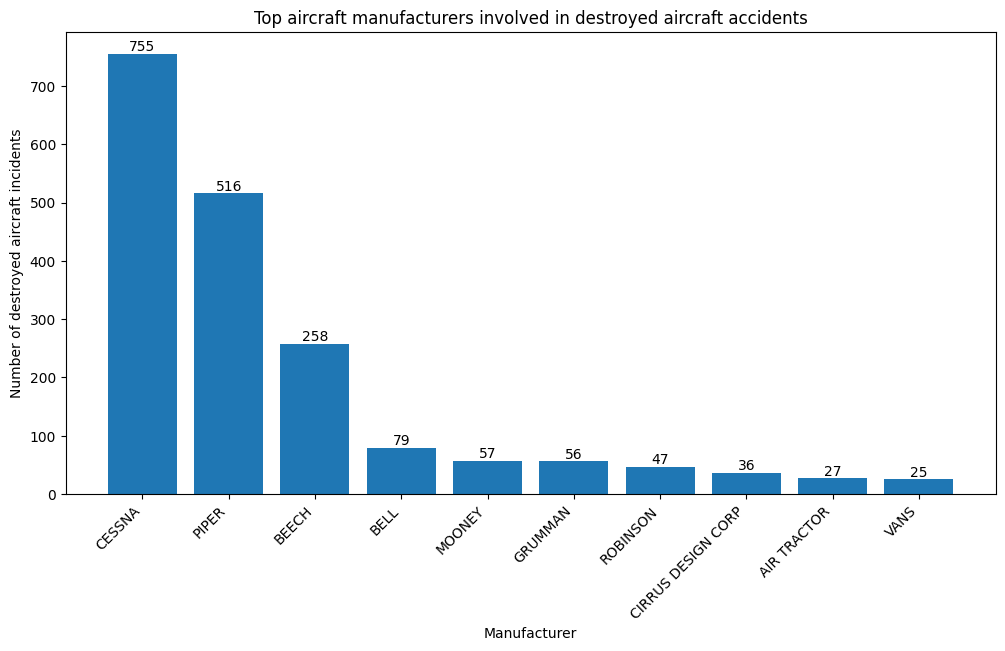 Top aircraft manufacturers involved in destroyed aircraft accidents
Number of destroyed aircraft incidents
700
600
500
400
300
200
100
0
755
516
258
79
57
56
47
36
27
25
CESSNA
PIPER
BEECH
BELL
MOONEY
GRUMMAN
ROBINSON
CIRRUS DESIGN CORP
AIR TRACTOR
VANS
Manufacturer